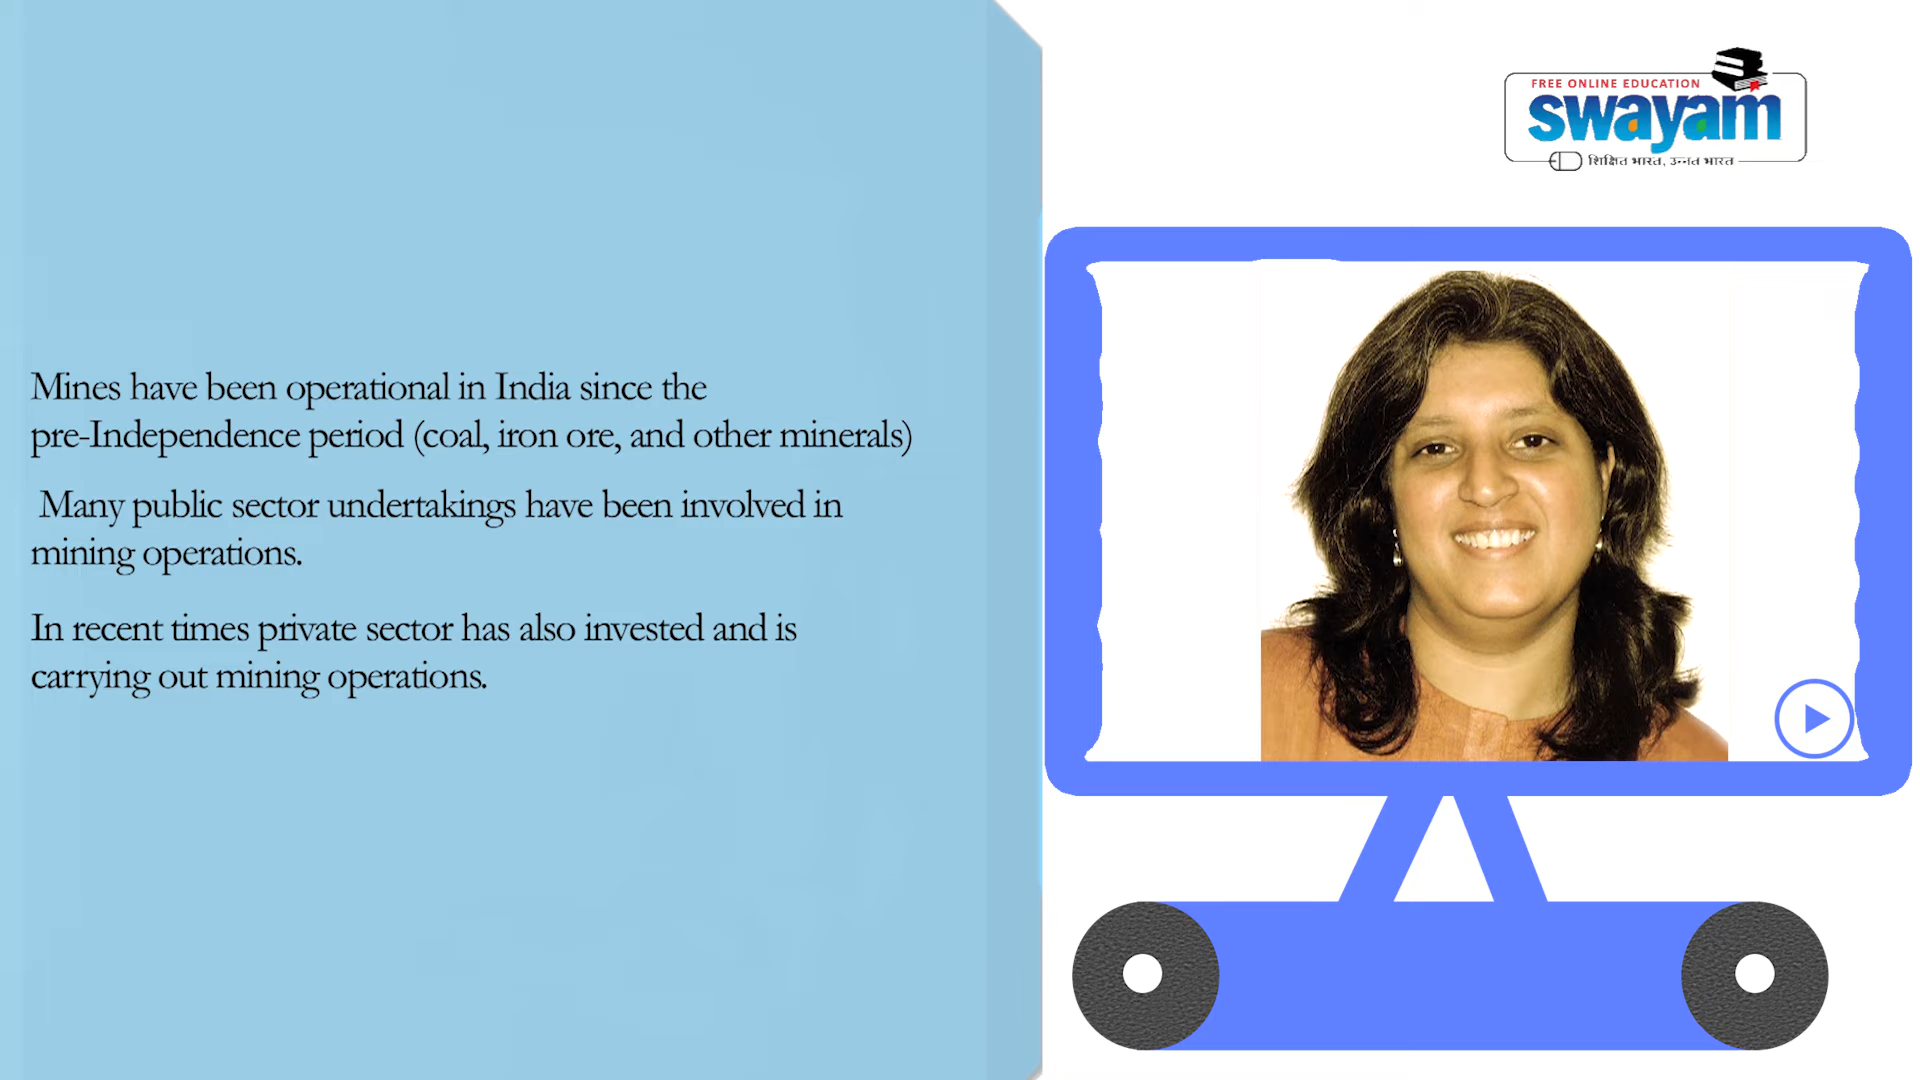 Mines have been operational in India since the
pre-Independence period (coal, iron ore, and other minerals)
Many public sector undertakings have been involved in
mining operations.
In recent times private sector has also invested and is
carrying out mining operations.
FREE ONLINE EDUCATION
swayam
शिक्षित भारत, उन्नत भारत